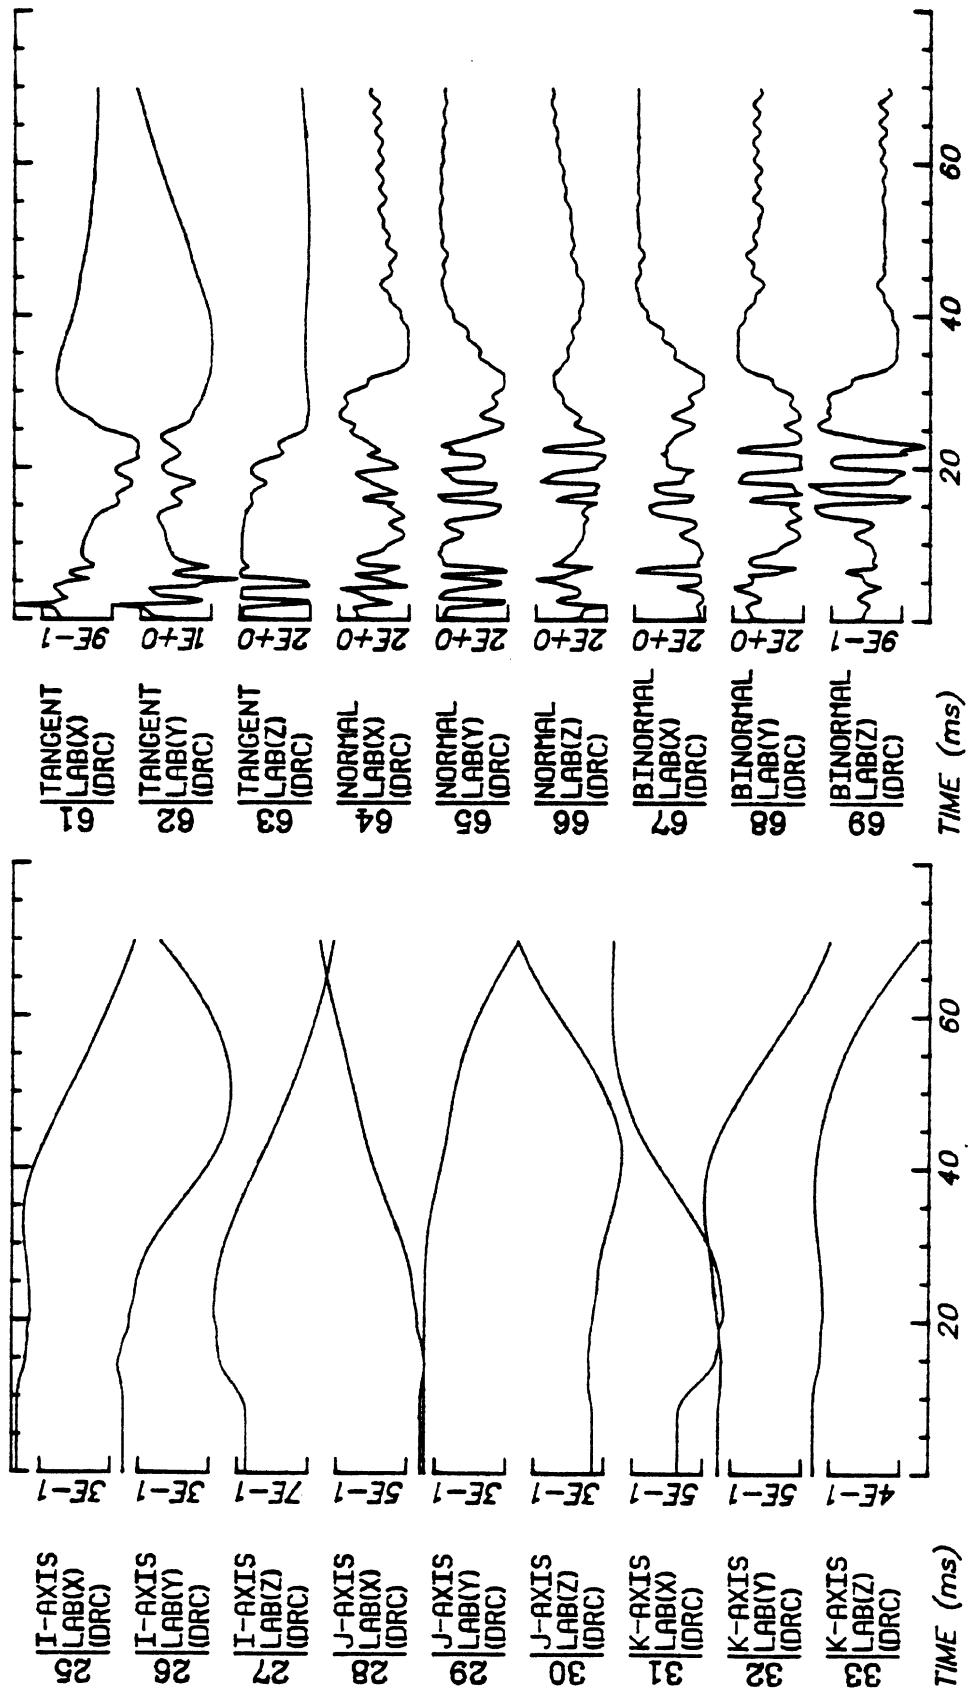 25
I-AXIS
LAB(X)
(DRC)
3E-1
26
I-AXIS
LAB(Y)
(DRC)
3E-1
27
I-AXIS
LAB(Z)
(DRC)
7E-1
28
J-AXIS
LAB(X)
(DRC)
5E-1
29
J-AXIS
LAB(Y)
(DRC)
3E-1
30
J-AXIS
LAB(Z)
(DRC)
3E-1
31
K-AXIS
LAB(X)
(DRC)
5E-1
32
K-AXIS
LAB(Y)
(DRC)
5E-1
33
K-AXIS
LAB(Z)
(DRC)
4E-1
TIME (ms)
20
40
60
61
TANGENT
LAB(X)
(DRC)
9E-1
62
TANGENT
LAB(Y)
(DRC)
1E+0
63
TANGENT
LAB(Z)
(DRC)
2E+0
64
NORMAL
LAB(X)
(DRC)
2E+0
65
NORMAL
LAB(Y)
(DRC)
2E+0
66
NORMAL
LAB(Z)
(DRC)
2E+0
67
BINORMAL
LAB(X)
(DRC)
2E+0
68
BINORMAL
LAB(Y)
(DRC)
2E+0
69
BINORMAL
LAB(Z)
(DRC)
9E-1
TIME (ms)
20
40
60